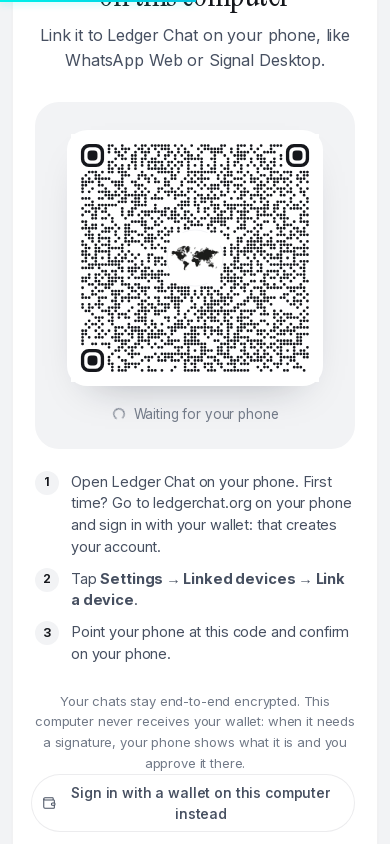 on this computer
Link it to Ledger Chat on your phone, like
WhatsApp Web or Signal Desktop.
Waiting for your phone
1 Open Ledger Chat on your phone. First
time? Go to ledgerchat.org on your phone
and sign in with your wallet: that creates
your account.
2 Tap Settings → Linked devices → Link
a device.
3 Point your phone at this code and confirm
on your phone.
Your chats stay end-to-end encrypted. This
computer never receives your wallet: when it needs
a signature, your phone shows what it is and you
approve it there.
Sign in with a wallet on this computer
instead